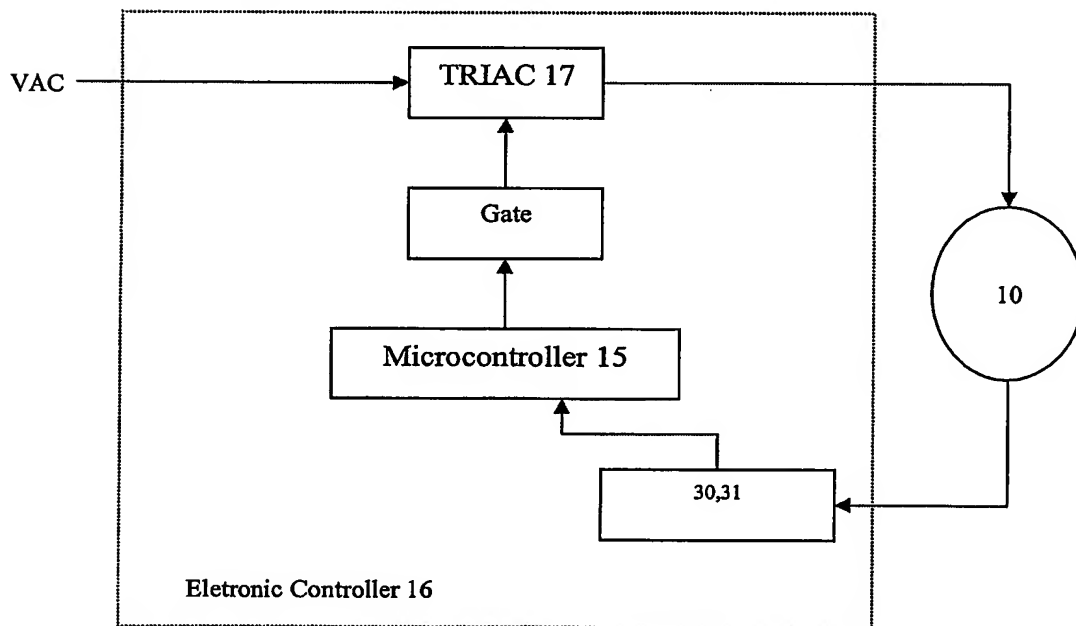 VAC
TRIAC 17
Gate
10
Microcontroller 15
30,31
Eletronic Controller 16